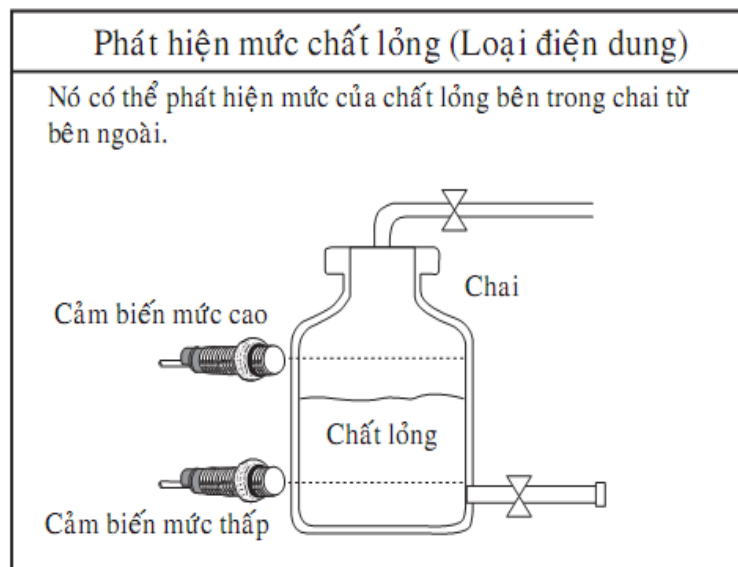 Phát hiện mức chất lỏng (Loại điện dung)
Nó có thể phát hiện mức của chất lỏng bên trong chai từ
bên ngoài.
Chai
Cảm biến mức cao
Chất lỏng
Cảm biến mức thấp